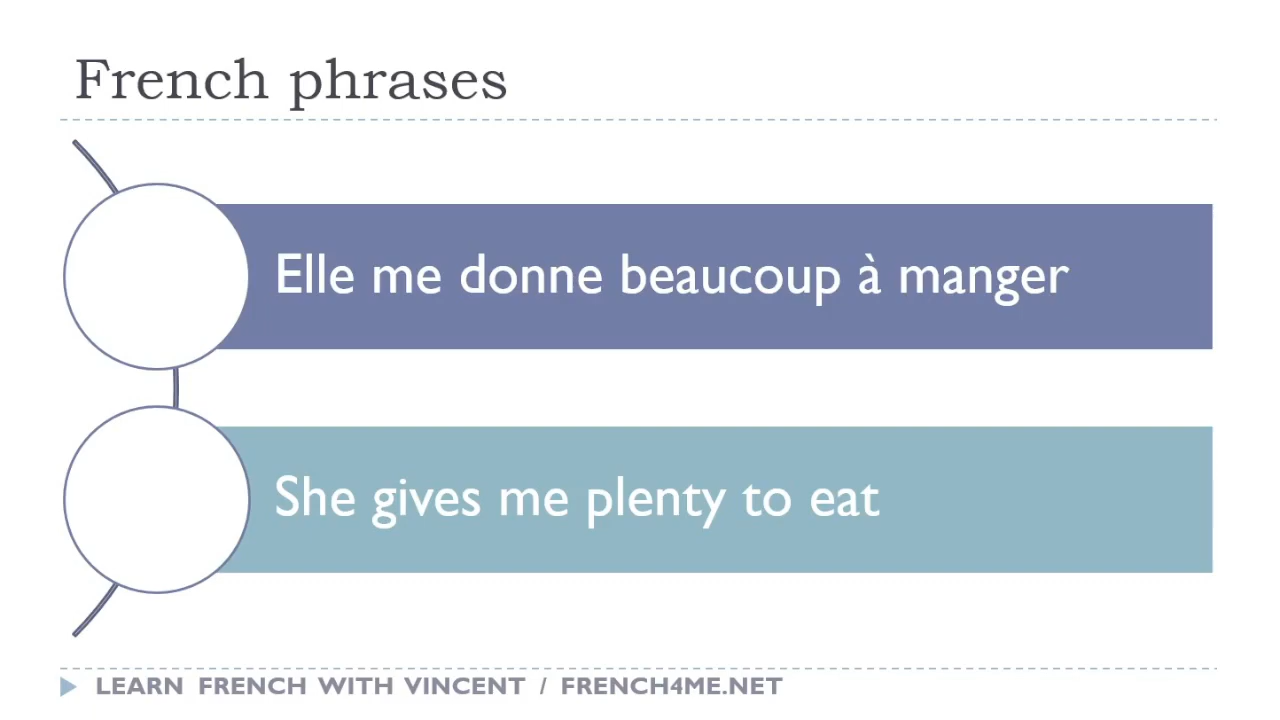 French phrases
Elle me donne beaucoup à manger
She gives me plenty to eat
LEARN FRENCH WITH VINCENT / FRENCH4ME.NET